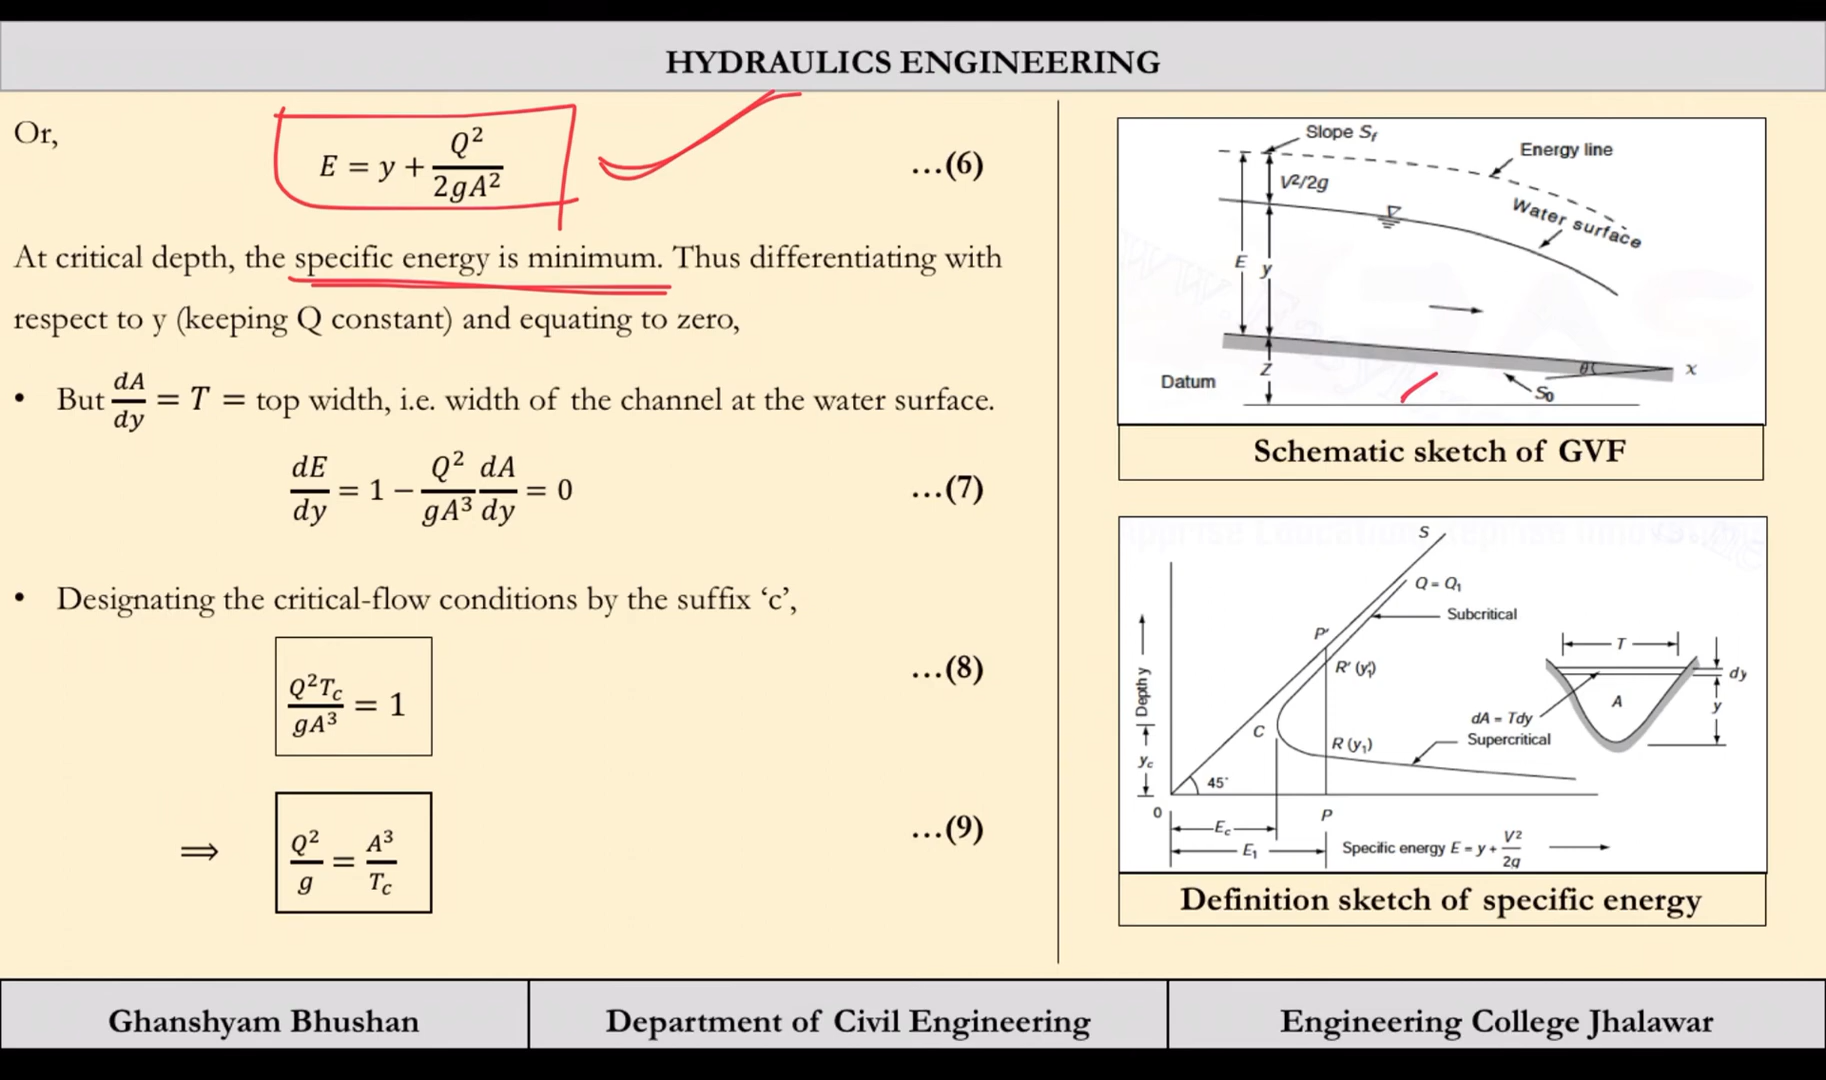 HYDRAULICS ENGINEERING
Or,
E = y + Q²/2gA² …(6)
At critical depth, the specific energy is minimum. Thus differentiating with
respect to y (keeping Q constant) and equating to zero,
• But dA/dy = T = top width, i.e. width of the channel at the water surface.
dE/dy = 1 − Q²/gA³ dA/dy = 0 …(7)
• Designating the critical-flow conditions by the suffix ‘c’,
Q²T_c/gA³ = 1 …(8)
⟹ Q²/g = A³/T_c …(9)
Slope S_f
Energy line
V²/2g
Water surface
E y
Z
Datum
θ
x
S₀
Schematic sketch of GVF
S
Q = Q₁
Subcritical
P'
R' (y'₁)
T
dy
A
y
Depth y
C
dA = Tdy
Supercritical
R (y₁)
y_c
45°
0
P
E_c
E₁
Specific energy E = y + V²/2g
Definition sketch of specific energy
Ghanshyam Bhushan
Department of Civil Engineering
Engineering College Jhalawar